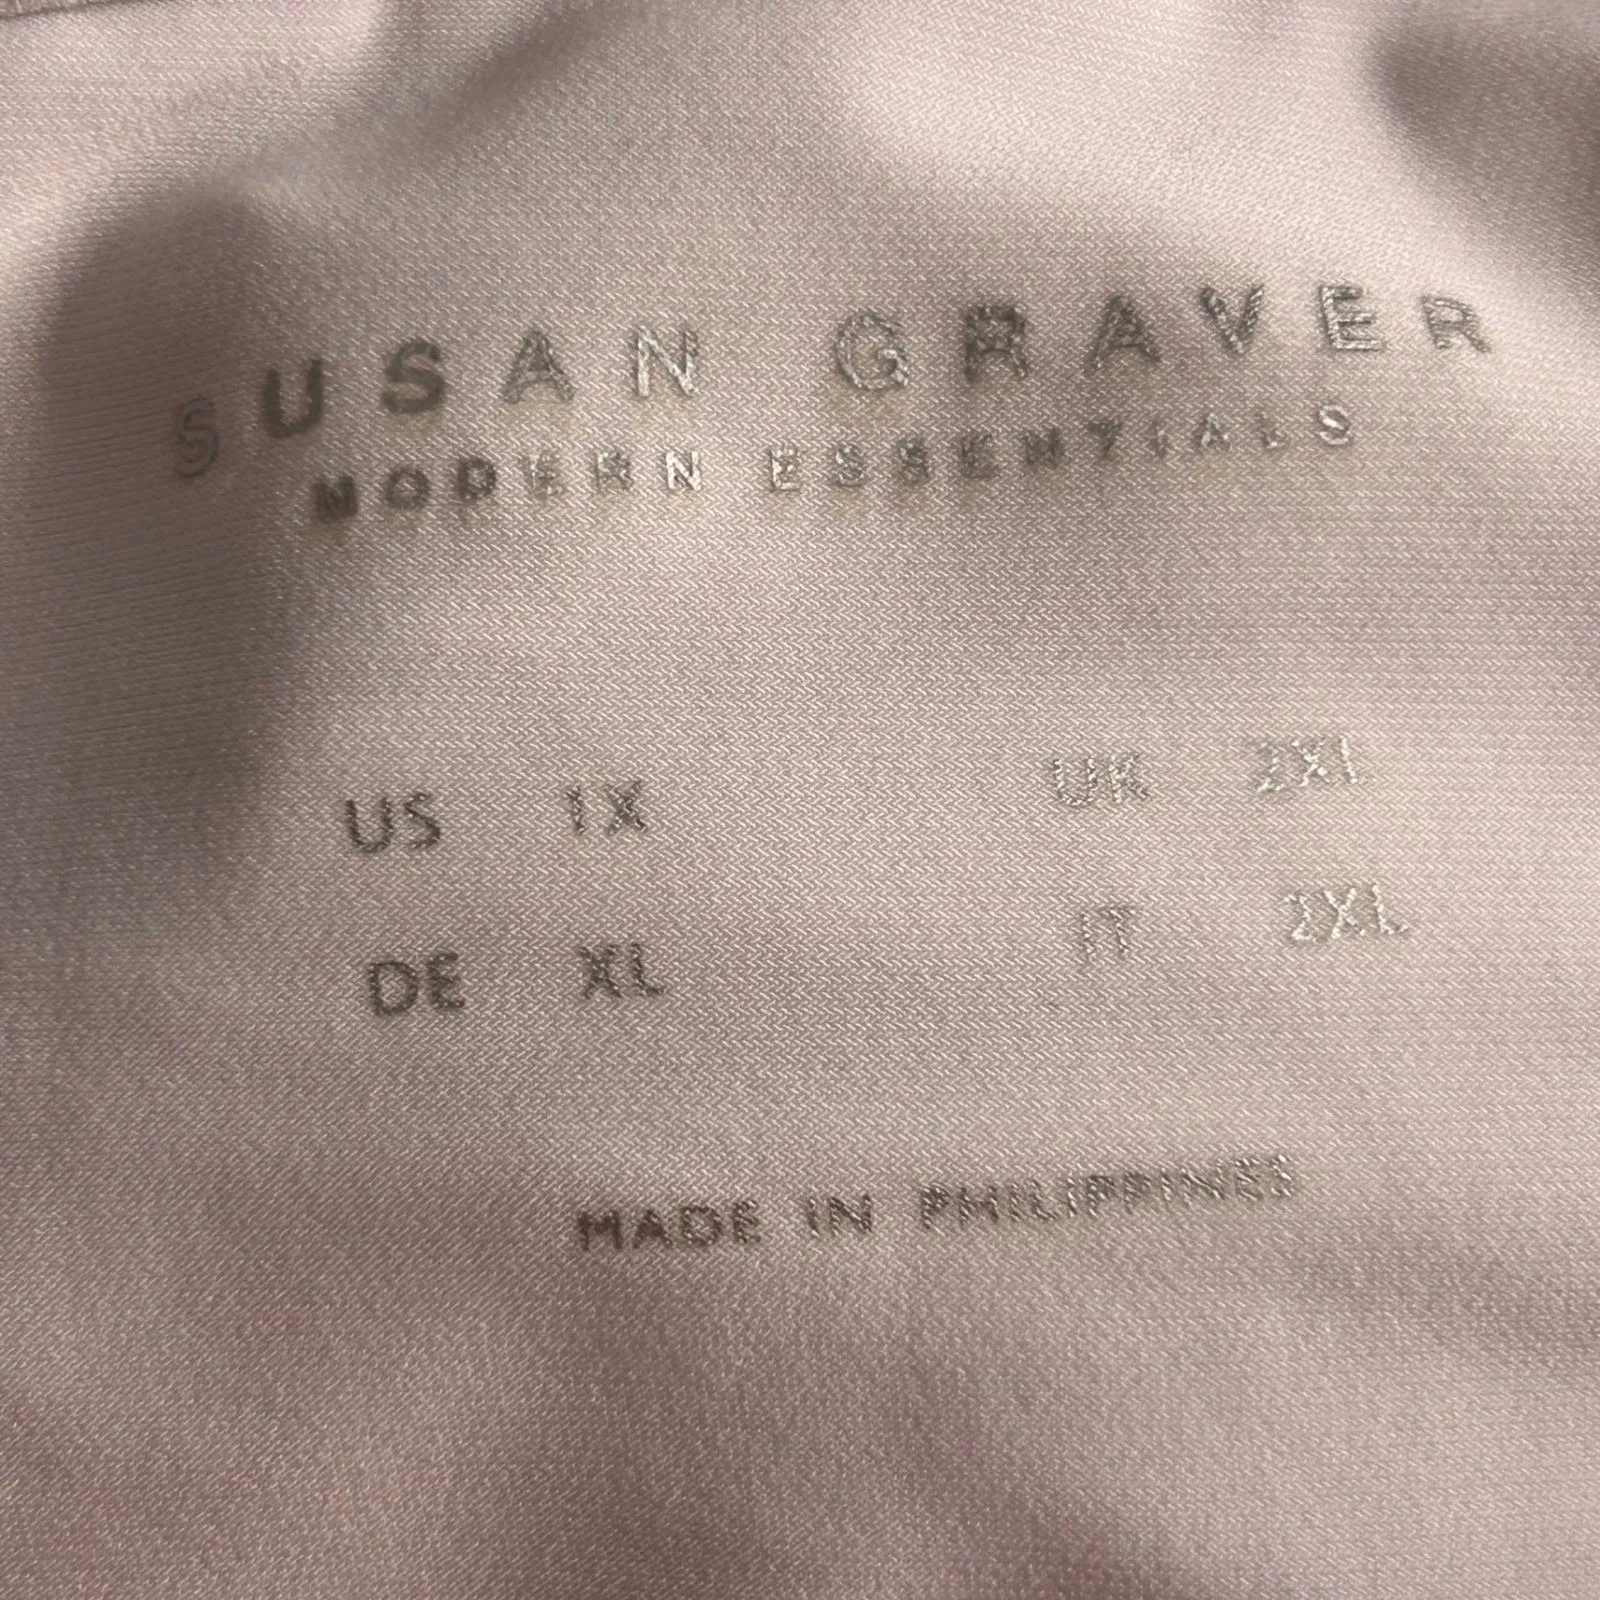 SUSAN GRAVER
MODERN ESSENTIALS
US 1X UK 2XL
DE XL IT 2XL
MADE IN PHILIPPINES